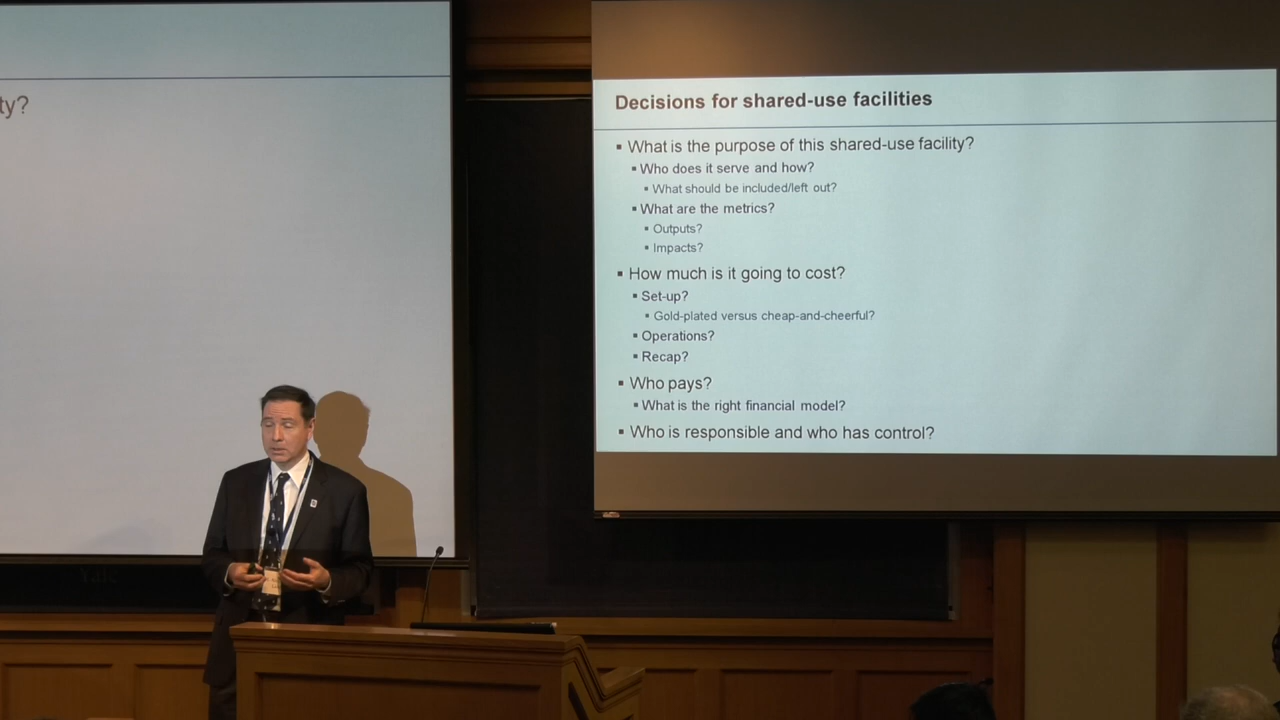 ty?
Decisions for shared-use facilities
▪ What is the purpose of this shared-use facility?
▪ Who does it serve and how?
▪ What should be included/left out?
▪ What are the metrics?
▪ Outputs?
▪ Impacts?
▪ How much is it going to cost?
▪ Set-up?
▪ Gold-plated versus cheap-and-cheerful?
▪ Operations?
▪ Recap?
▪ Who pays?
▪ What is the right financial model?
▪ Who is responsible and who has control?
Yale